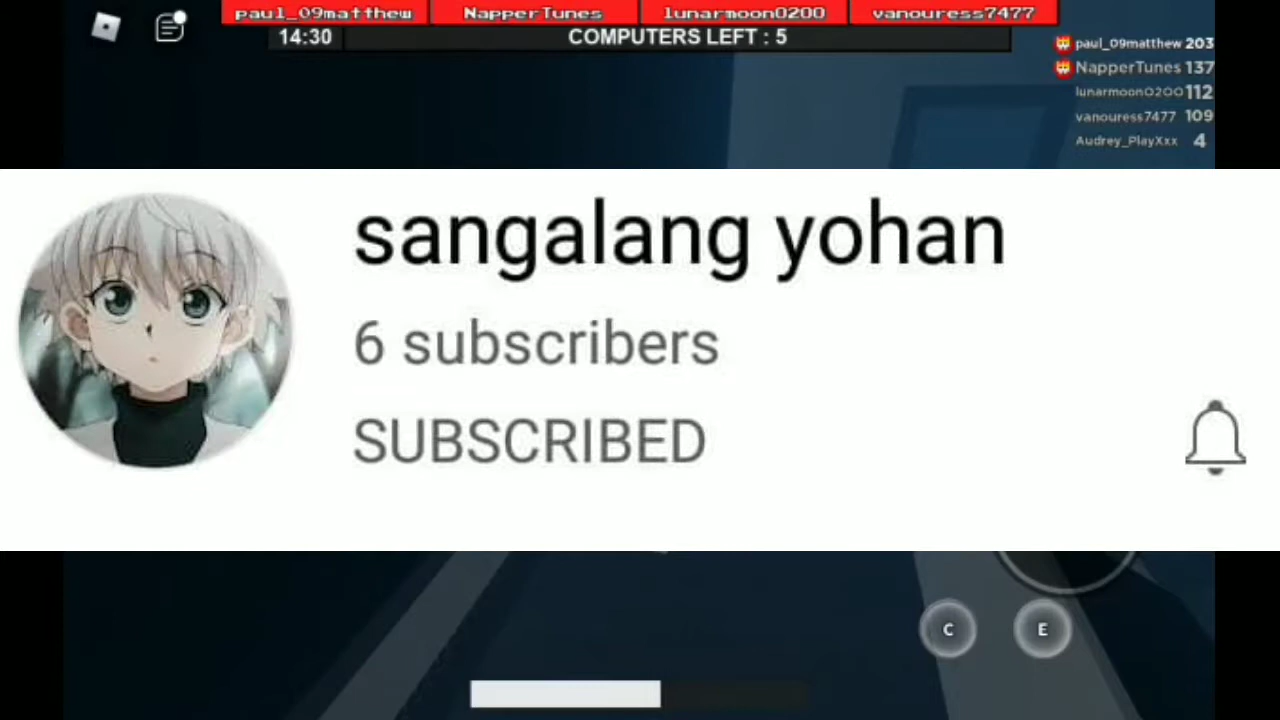 paul_09matthew NapperTunes lunarmoon0200 vanouress7477
14:30 COMPUTERS LEFT : 5
paul_09matthew 203
NapperTunes 137
lunarmoon0200 112
vanouress7477 109
Audrey_PlayXxx 4
sangalang yohan
6 subscribers
SUBSCRIBED
C E